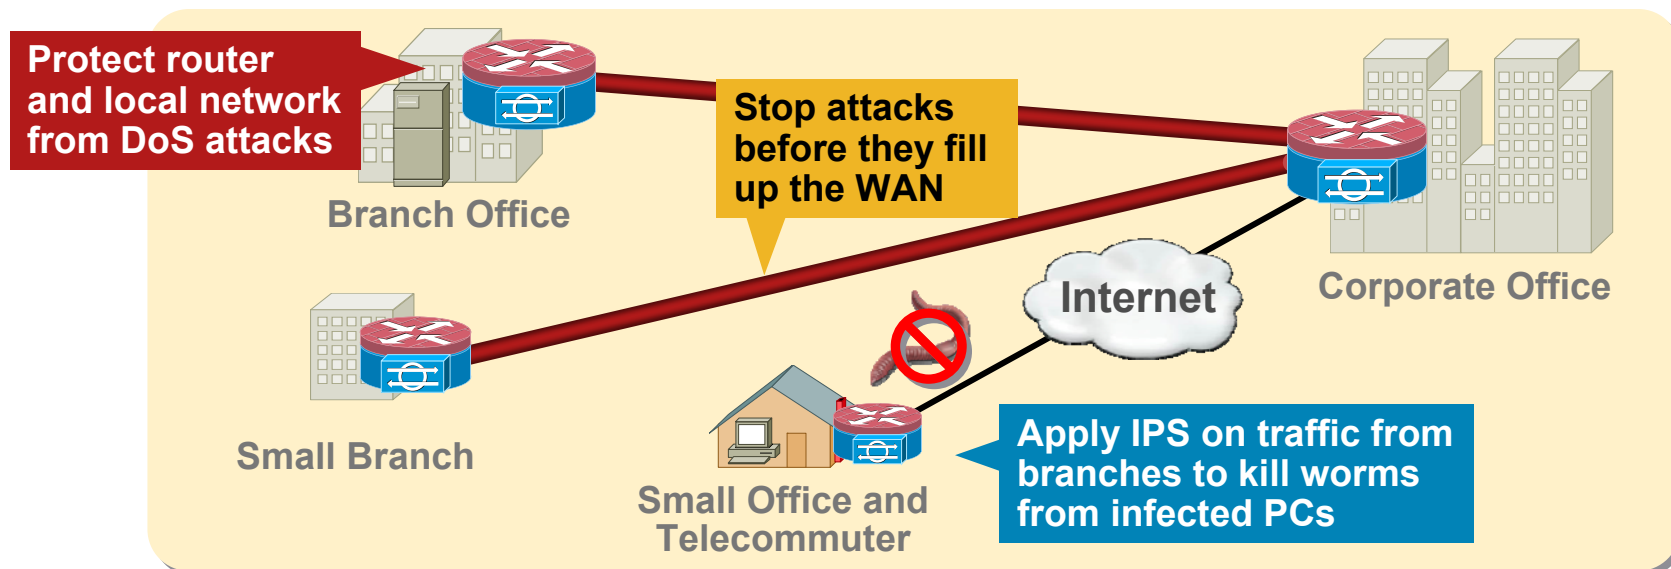 Protect router
and local network
from DoS attacks
Branch Office
Stop attacks
before they fill
up the WAN
Internet
Corporate Office
Small Branch
Small Office and
Telecommuter
Apply IPS on traffic from
branches to kill worms
from infected PCs